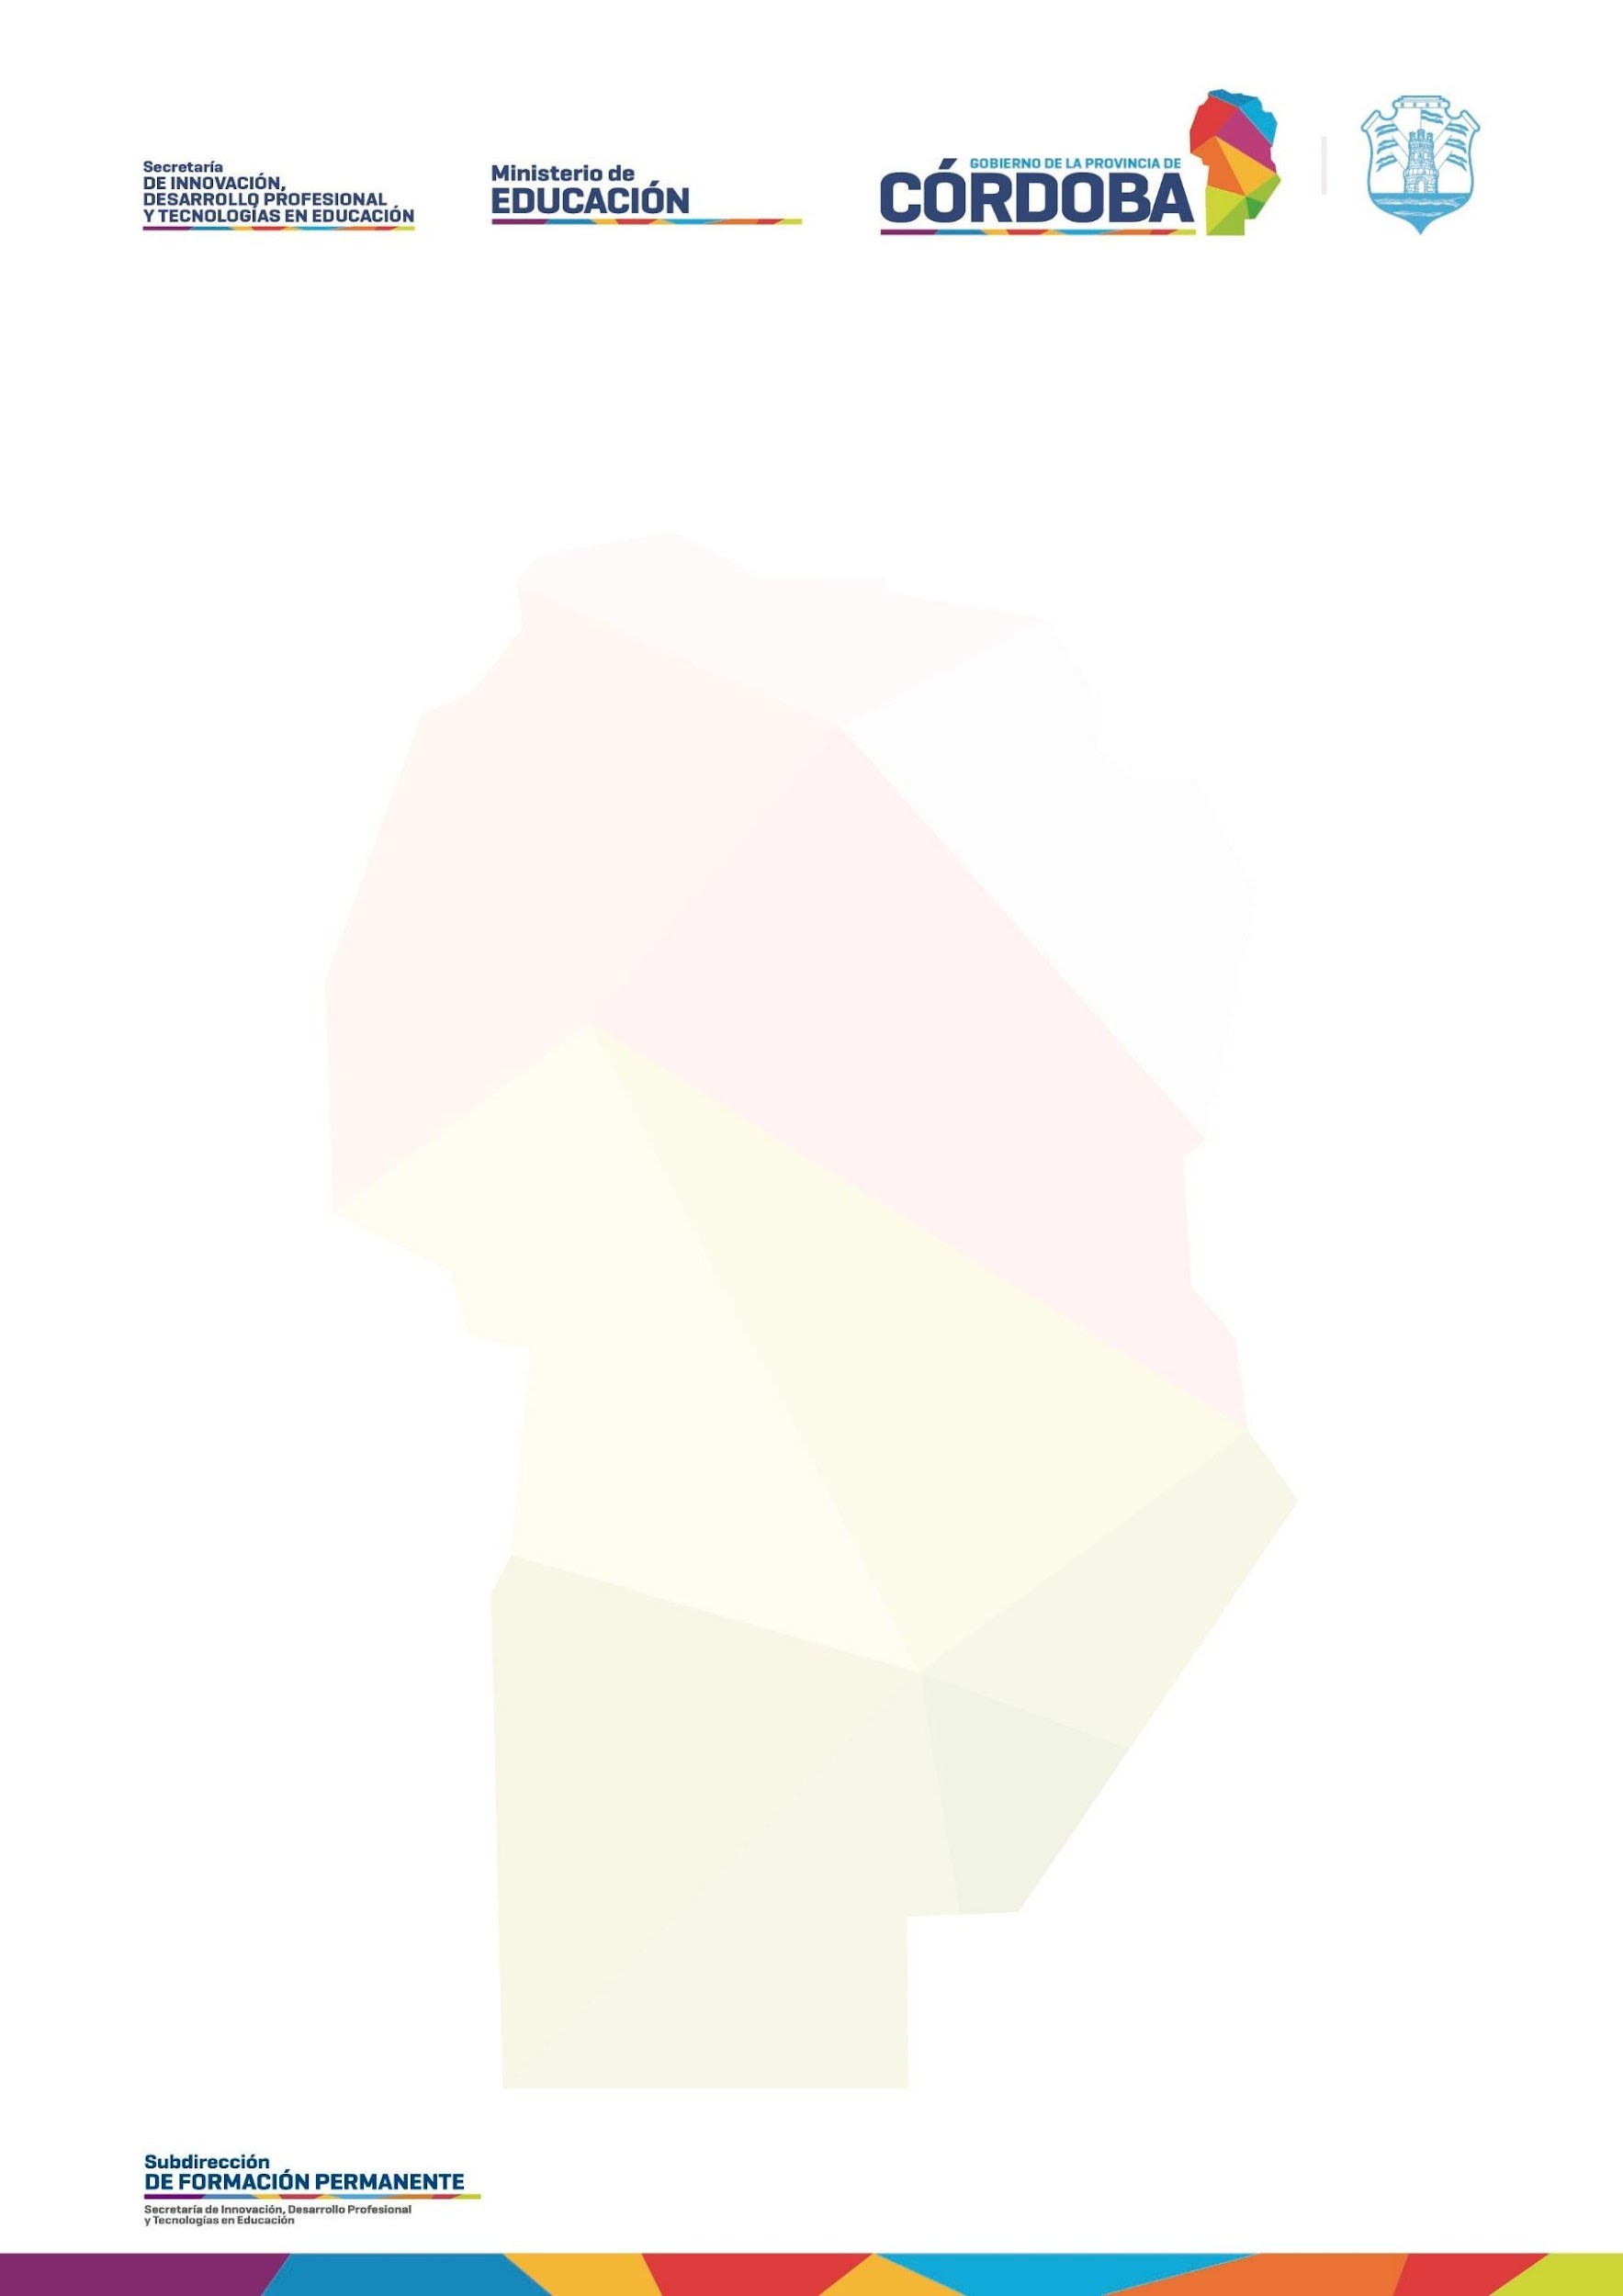 Secretaría
DE INNOVACIÓN,
DESARROLLO PROFESIONAL
Y TECNOLOGÍAS EN EDUCACIÓN
Ministerio de
EDUCACIÓN
GOBIERNO DE LA PROVINCIA DE
CÓRDOBA
Subdirección
DE FORMACIÓN PERMANENTE
Secretaría de Innovación, Desarrollo Profesional
y Tecnologías en Educación